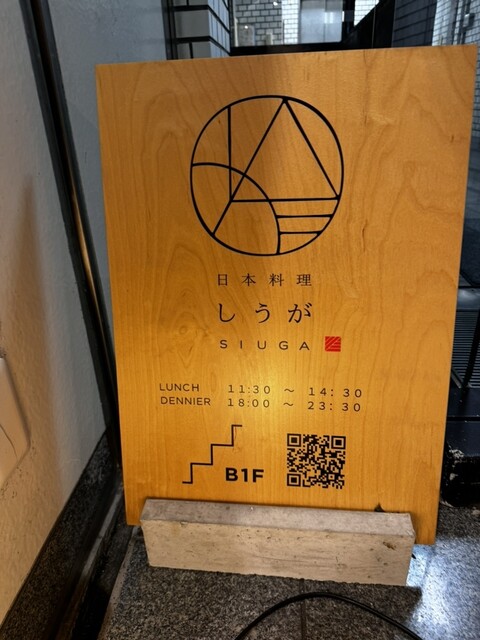 日本料理
しうが
SIUGA
LUNCH 11:30 ～ 14:30
DENNIER 18:00 ～ 23:30
B1F